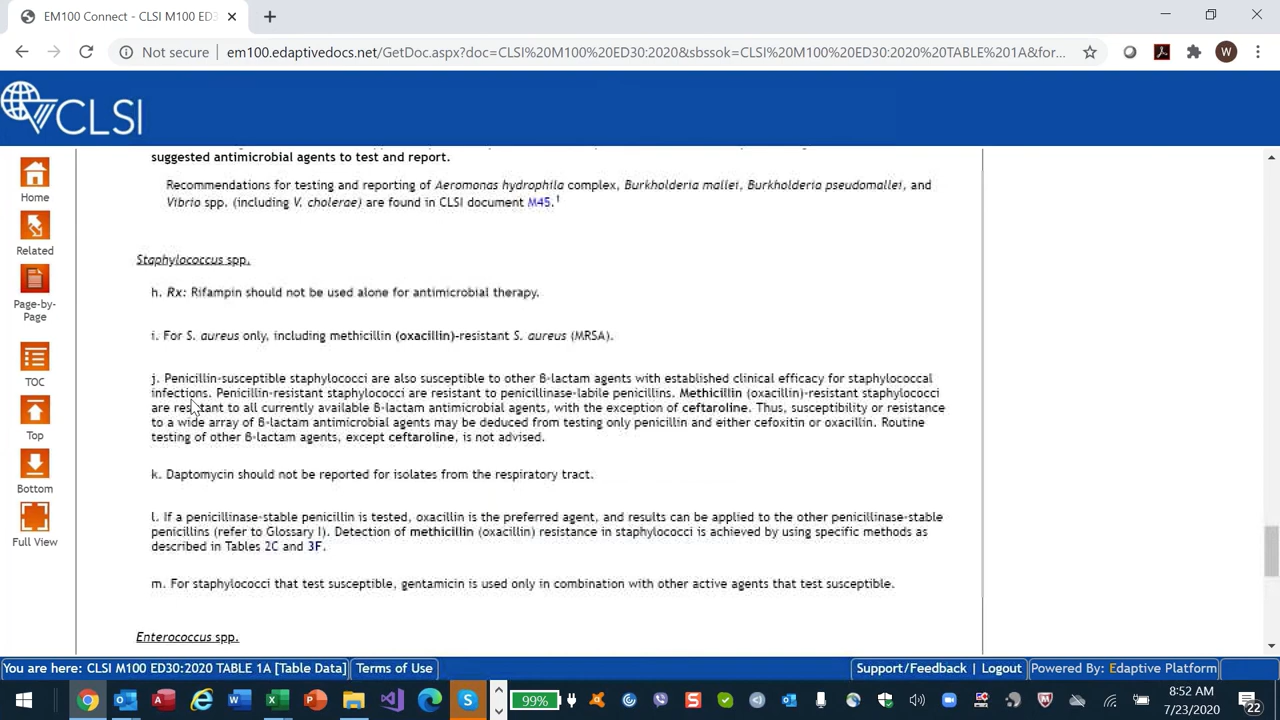 EM100 Connect - CLSI M100 ED3
Not secure
em100.edaptivedocs.net/GetDoc.aspx?doc=CLSI%20M100%20ED30:2020&sbssok=CLSI%20M100%20ED30:2020%20TABLE%201A&for...
W
CLSI
Home
Related
Page-by-
Page
TOC
Top
Bottom
Full View
suggested antimicrobial agents to test and report.
Recommendations for testing and reporting of Aeromonas hydrophila complex, Burkholderia mallei, Burkholderia pseudomallei, and
Vibrio spp. (including V. cholerae) are found in CLSI document M45.¹
Staphylococcus spp.
h. Rx: Rifampin should not be used alone for antimicrobial therapy.
i. For S. aureus only, including methicillin (oxacillin)-resistant S. aureus (MRSA).
j. Penicillin-susceptible staphylococci are also susceptible to other β-lactam agents with established clinical efficacy for staphylococcal
infections. Penicillin-resistant staphylococci are resistant to penicillinase-labile penicillins. Methicillin (oxacillin)-resistant staphylococci
are resistant to all currently available β-lactam antimicrobial agents, with the exception of ceftaroline. Thus, susceptibility or resistance
to a wide array of β-lactam antimicrobial agents may be deduced from testing only penicillin and either cefoxitin or oxacillin. Routine
testing of other β-lactam agents, except ceftaroline, is not advised.
k. Daptomycin should not be reported for isolates from the respiratory tract.
l. If a penicillinase-stable penicillin is tested, oxacillin is the preferred agent, and results can be applied to the other penicillinase-stable
penicillins (refer to Glossary I). Detection of methicillin (oxacillin) resistance in staphylococci is achieved by using specific methods as
described in Tables 2C and 3F.
m. For staphylococci that test susceptible, gentamicin is used only in combination with other active agents that test susceptible.
Enterococcus spp.
You are here: CLSI M100 ED30:2020 TABLE 1A [Table Data] Terms of Use Support/Feedback | Logout Powered By: Edaptive Platform
99%
8:52 AM
7/23/2020
22